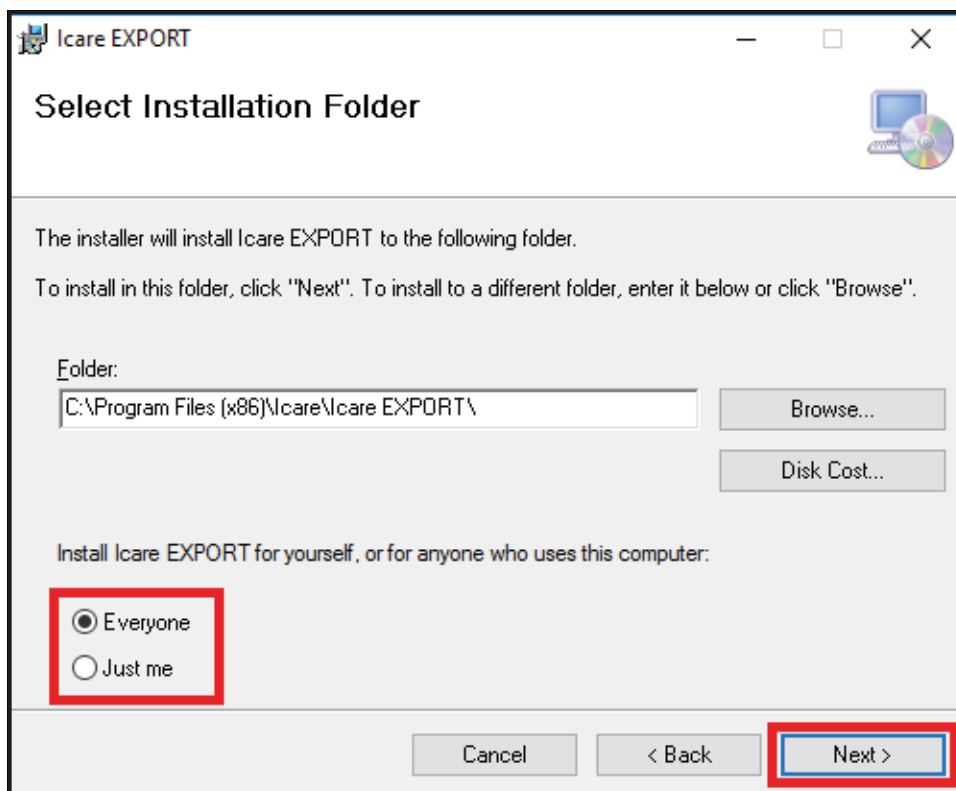 Icare EXPORT
Select Installation Folder
The installer will install Icare EXPORT to the following folder.
To install in this folder, click "Next". To install to a different folder, enter it below or click "Browse".
Folder:
C:\Program Files (x86)\Icare\Icare EXPORT\
Browse...
Disk Cost...
Install Icare EXPORT for yourself, or for anyone who uses this computer:
Everyone
Just me
Cancel
< Back
Next >